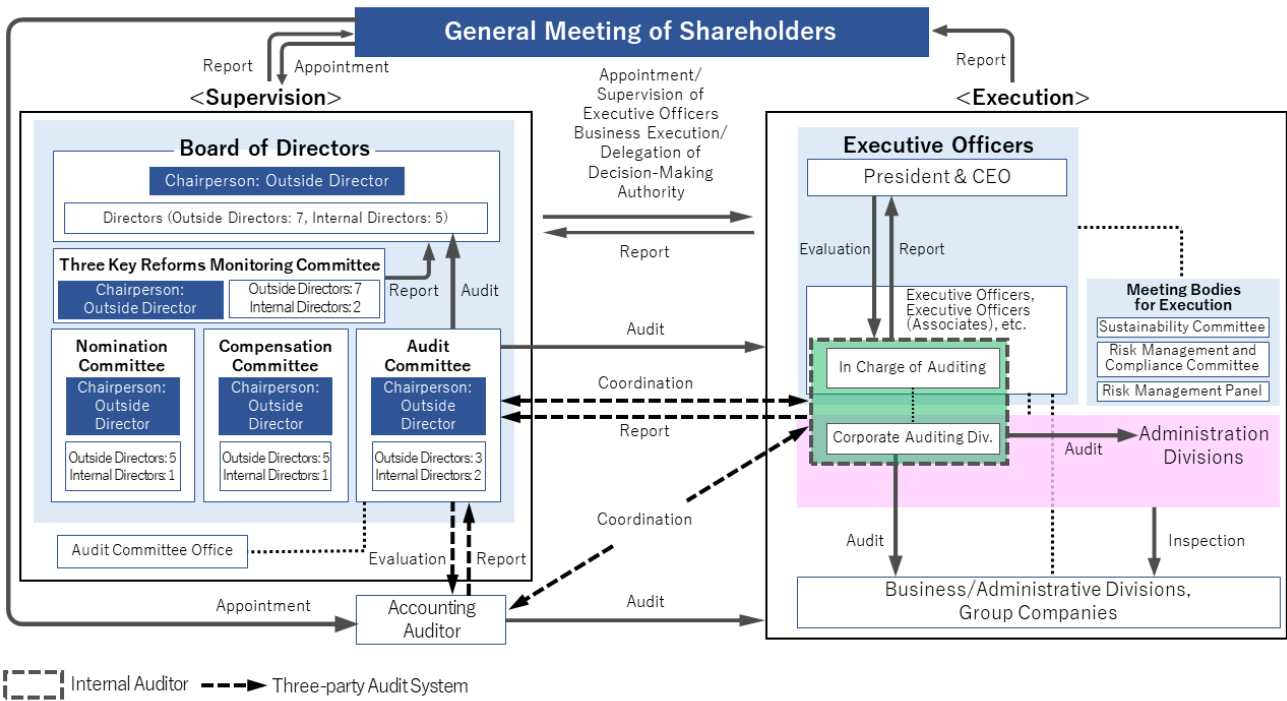 General Meeting of Shareholders
Report
Appointment
<Supervision>
Appointment/
Supervision of
Executive Officers
Business Execution/
Delegation of
Decision-Making
Authority
Report
Report
<Execution>
Board of Directors
Chairperson: Outside Director
Directors (Outside Directors: 7, Internal Directors: 5)
Three Key Reforms Monitoring Committee
Chairperson:
Outside Director
Outside Directors: 7
Internal Directors: 2
Report
Audit
Nomination
Committee
Chairperson:
Outside
Director
Outside Directors: 5
Internal Directors: 1
Compensation
Committee
Chairperson:
Outside
Director
Outside Directors: 5
Internal Directors: 1
Audit
Committee
Chairperson:
Outside
Director
Outside Directors: 3
Internal Directors: 2
Audit Committee Office
Evaluation
Report
Audit
Coordination
Report
Coordination
Executive Officers
President & CEO
Evaluation
Report
Executive Officers,
Executive Officers
(Associates), etc.
In Charge of Auditing
Corporate Auditing Div.
Meeting Bodies
for Execution
Sustainability Committee
Risk Management and
Compliance Committee
Risk Management Panel
Audit
Administration
Divisions
Audit
Inspection
Business/Administrative Divisions,
Group Companies
Appointment
Accounting
Auditor
Audit
Internal Auditor
Three-party Audit System